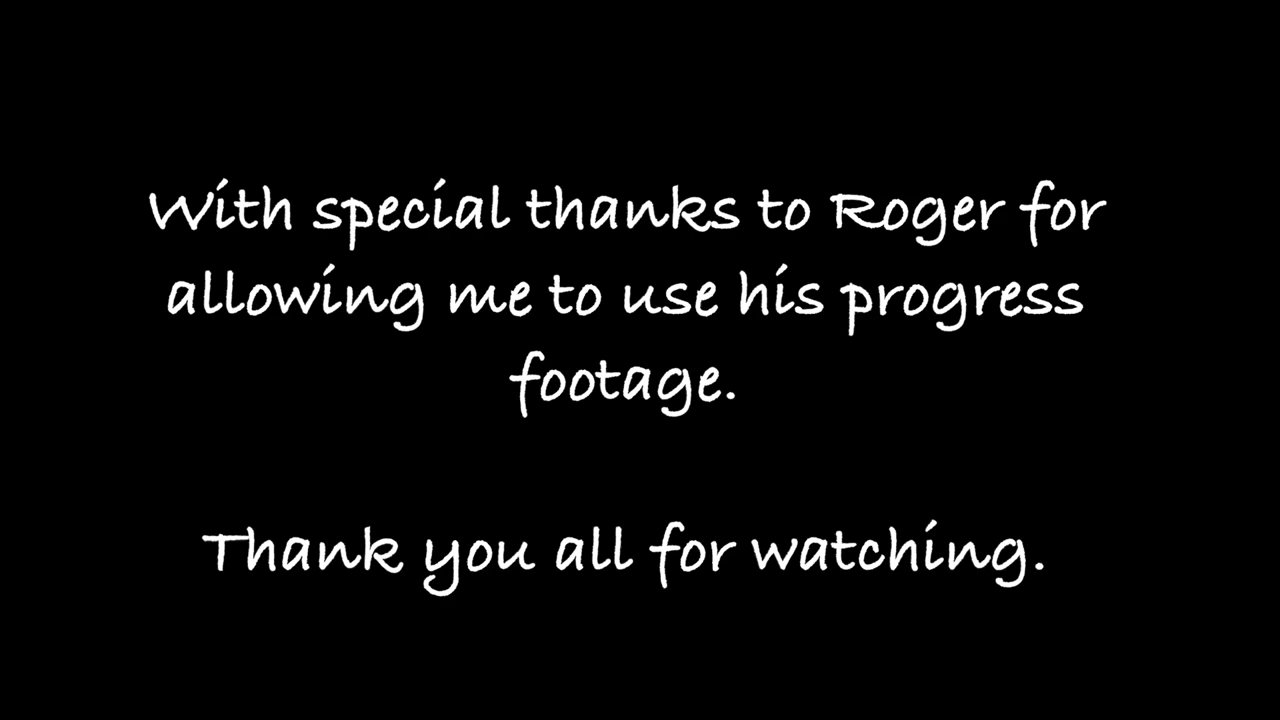 With special thanks to Roger for
allowing me to use his progress
footage.
Thank you all for watching.